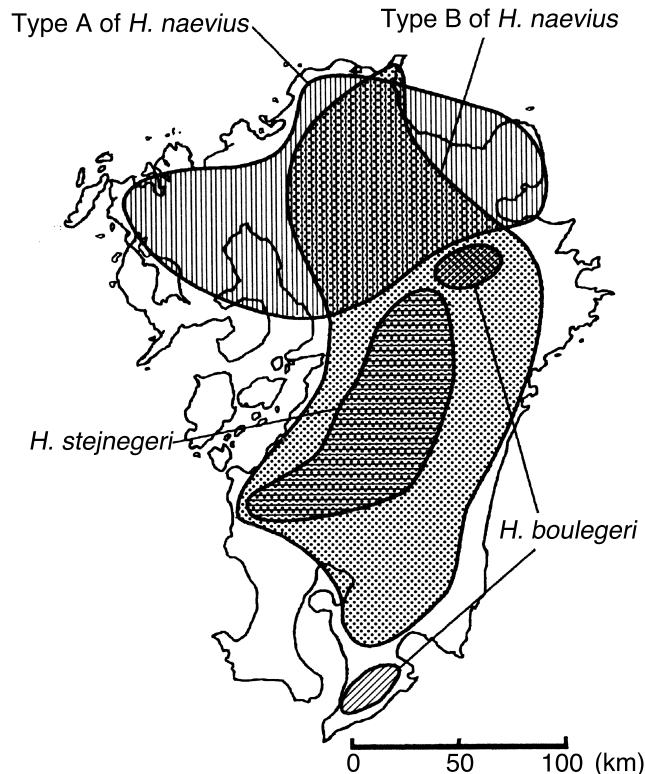 Type A of H. naevius
Type B of H. naevius
H. stejnegeri
H. boulegeri
0 50 100 (km)